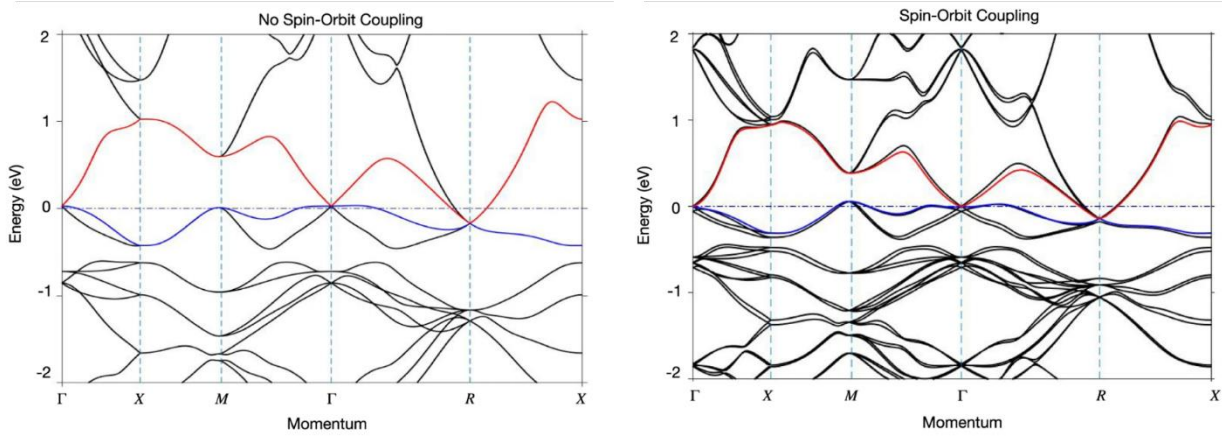 No Spin-Orbit Coupling
2
1
0
-1
-2
Energy (eV)
Γ X M Γ R X
Momentum
Spin-Orbit Coupling
2
1
0
-1
-2
Energy (eV)
Γ X M Γ R X
Momentum